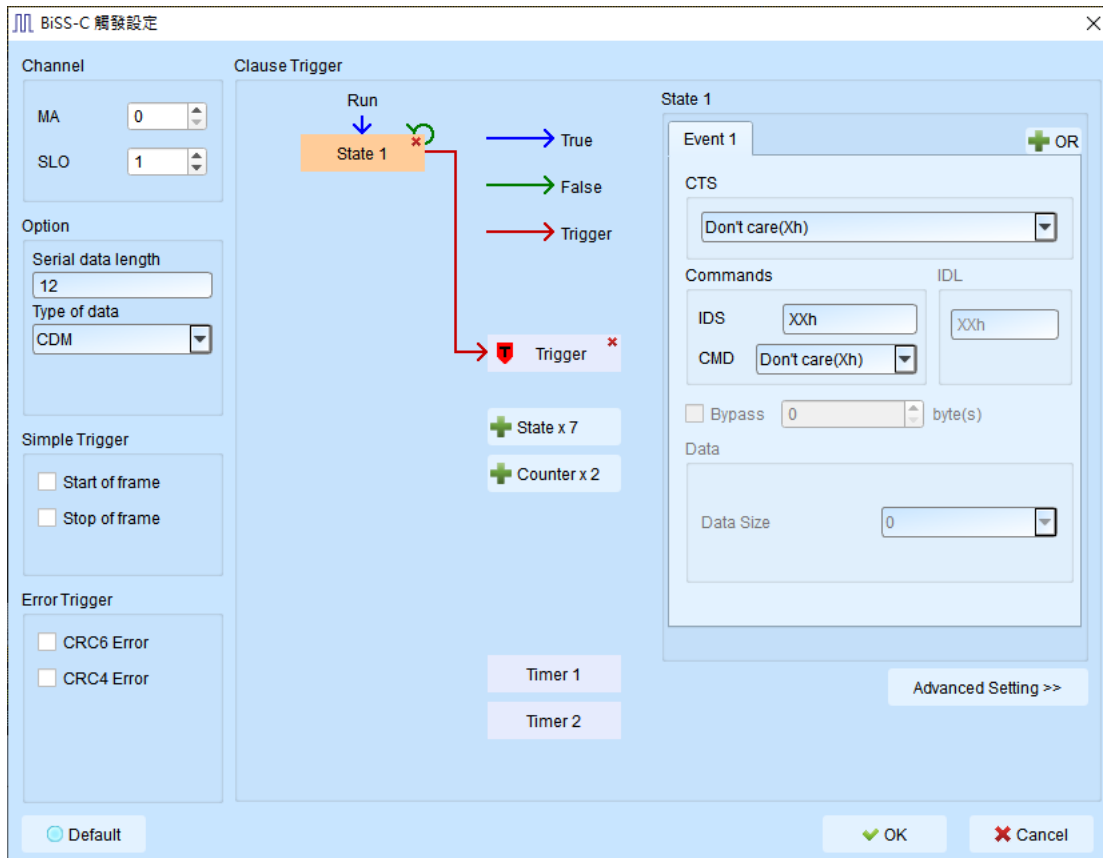 BiSS-C 觸發設定
Channel
MA
0
SLO
1
Option
Serial data length
12
Type of data
CDM
Simple Trigger
Start of frame
Stop of frame
Error Trigger
CRC6 Error
CRC4 Error
Clause Trigger
Run
State 1
True
False
Trigger
T Trigger
State x 7
Counter x 2
Timer 1
Timer 2
State 1
Event 1
OR
CTS
Don't care(Xh)
Commands
IDL
IDS
XXh
XXh
CMD
Don't care(Xh)
Bypass
0
byte(s)
Data
Data Size
0
Advanced Setting >>
Default
OK
Cancel